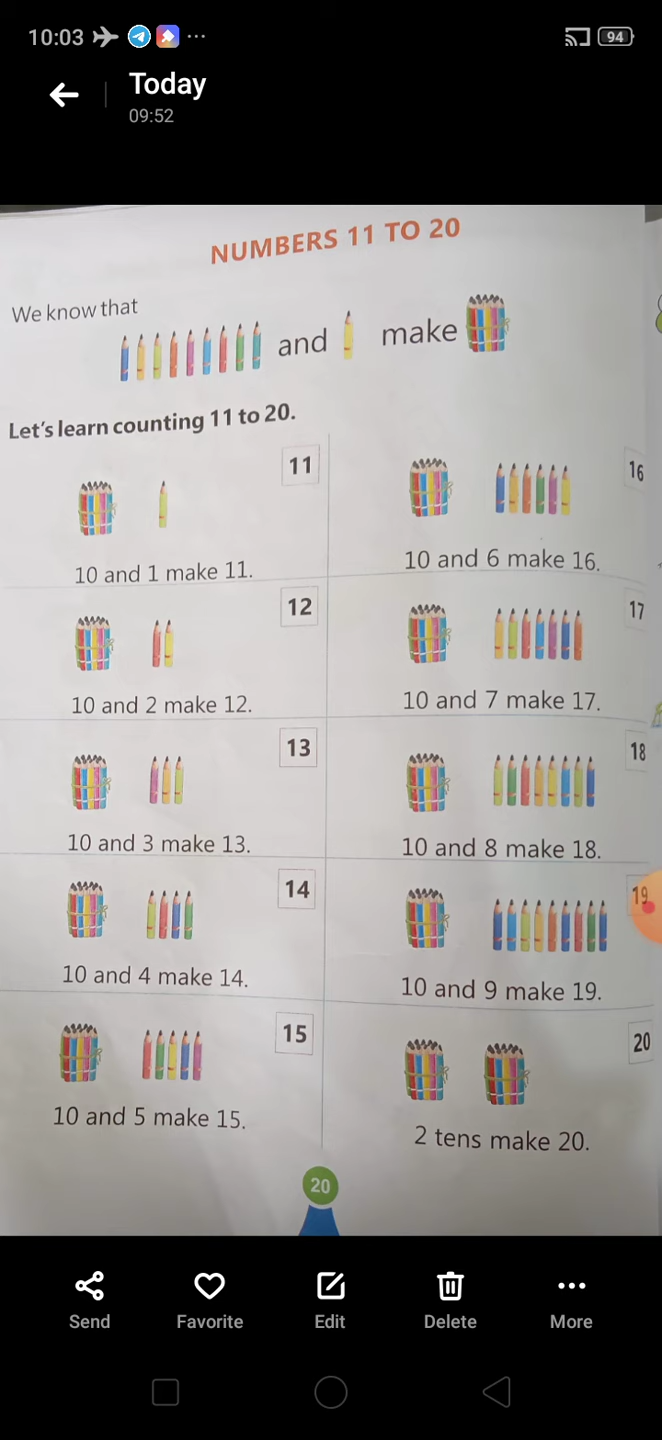 10:03
94
Today
09:52
NUMBERS 11 TO 20
We know that
and make
Let's learn counting 11 to 20.
11
10 and 1 make 11.
12
10 and 2 make 12.
13
10 and 3 make 13.
14
10 and 4 make 14.
15
10 and 5 make 15.
16
10 and 6 make 16.
17
10 and 7 make 17.
18
10 and 8 make 18.
19
10 and 9 make 19.
20
2 tens make 20.
20
Send Favorite Edit Delete More